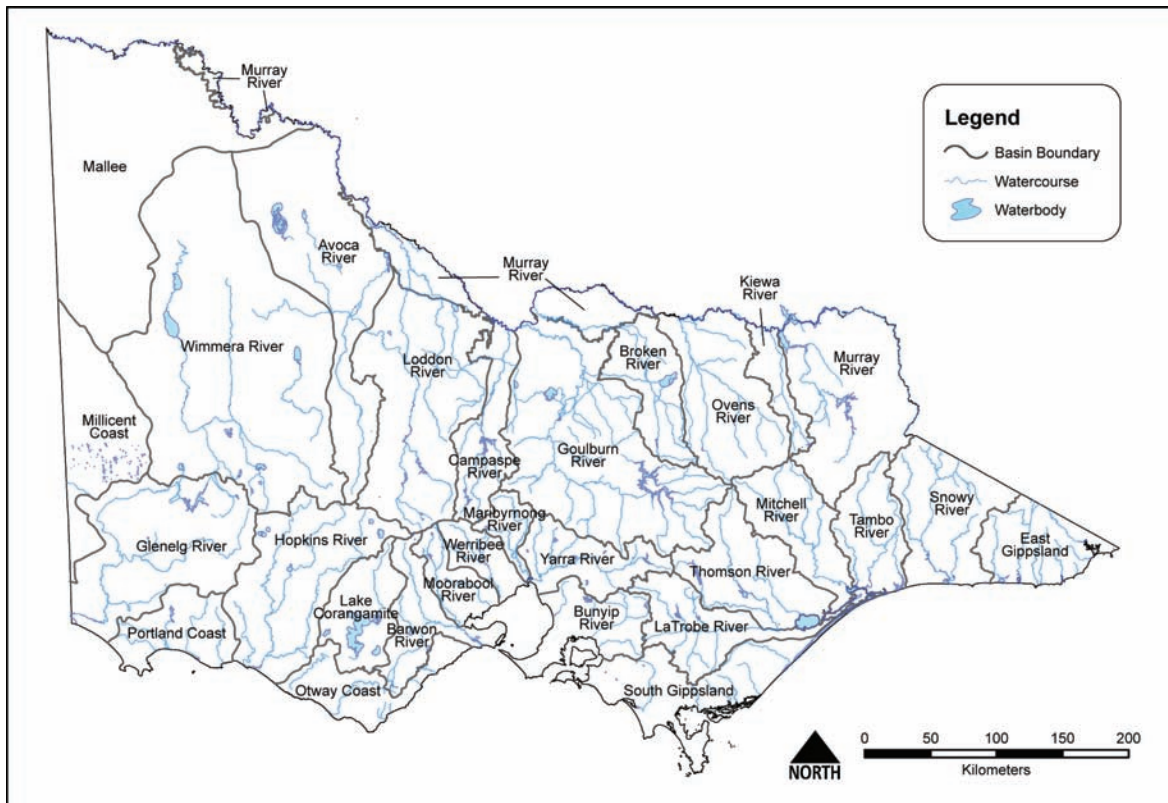 Murray
River
Legend
Basin Boundary
Watercourse
Waterbody
Mallee
Avoca
River
Murray
River
Kiewa
River
Wimmera River
Loddon
River
Broken
River
Murray
River
Ovens
River
Millicent
Coast
Campaspe
River
Goulburn
River
Maribyrnong
River
Mitchell
River
Tambo
River
Snowy
River
East
Gippsland
Glenelg River
Hopkins River
Werribee
River
Yarra River
Thomson River
Moorabool
River
Lake
Corangamite
Barwon
River
Bunyip
River
LaTrobe River
Portland Coast
Otway Coast
South Gippsland
NORTH
0 50 100 150 200
Kilometers